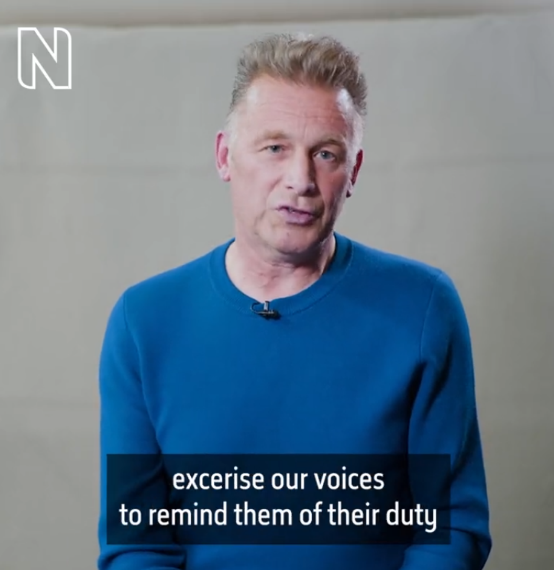 N
excerise our voices
to remind them of their duty